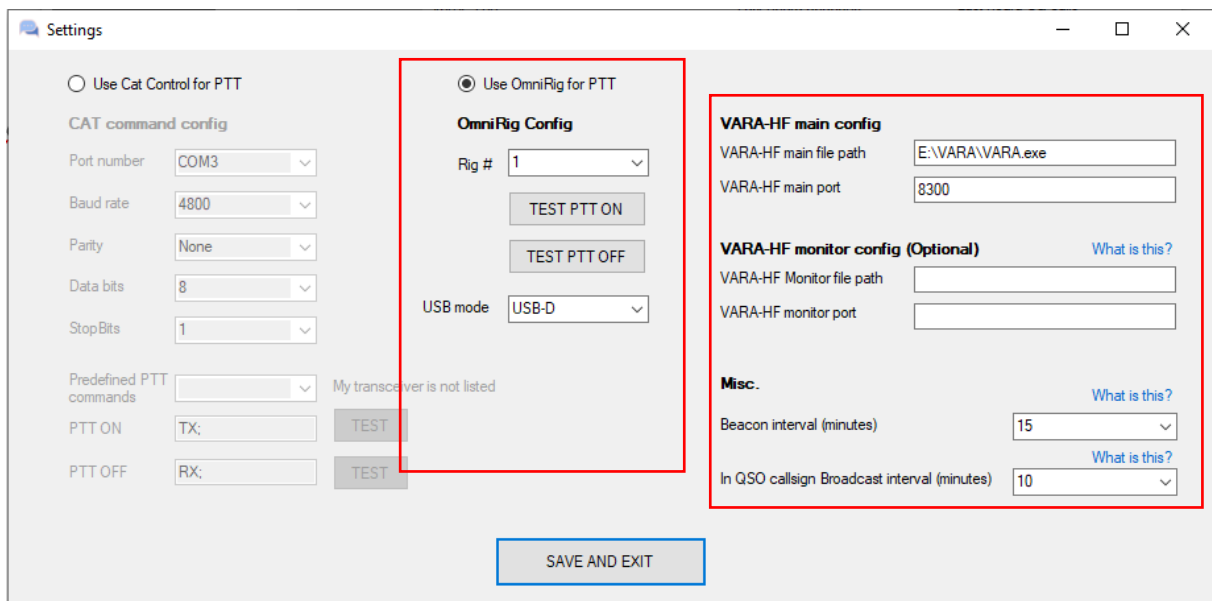 Settings
Use Cat Control for PTT
CAT command config
Port number COM3
Baud rate 4800
Parity None
Data bits 8
StopBits 1
Predefined PTT commands
My transceiver is not listed
PTT ON TX; TEST
PTT OFF RX; TEST
Use OmniRig for PTT
OmniRig Config
Rig # 1
TEST PTT ON
TEST PTT OFF
USB mode USB-D
VARA-HF main config
VARA-HF main file path E:\VARA\VARA.exe
VARA-HF main port 8300
VARA-HF monitor config (Optional) What is this?
VARA-HF Monitor file path
VARA-HF monitor port
Misc.
What is this?
Beacon interval (minutes) 15
What is this?
In QSO callsign Broadcast interval (minutes) 10
SAVE AND EXIT